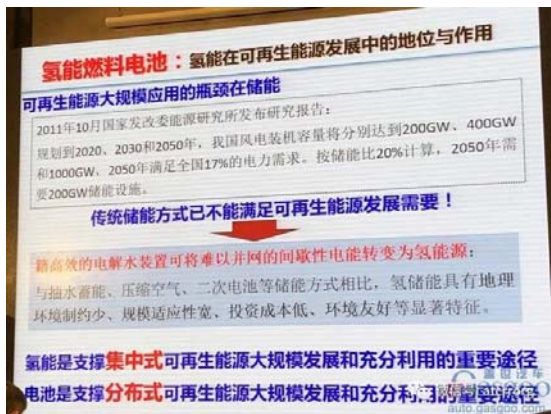 氢能燃料电池：氢能在可再生能源发展中的地位与作用
可再生能源大规模应用的瓶颈在储能
2011年10月国家发改委能源研究所发布研究报告：
规划到2020、2030和2050年，我国风电装机容量将分别达到200GW、400GW
和1000GW，2050年满足全国17%的电力需求。按储能比20%计算，2050年需
要200GW储能设施。
传统储能方式已不能满足可再生能源发展需要！
籍高效的电解水装置可将难以并网的间歇性电能转变为氢能源：
与抽水蓄能、压缩空气、二次电池等储能方式相比，氢储能具有地理
环境制约少、规模适应性宽、投资成本低、环境友好等显著特征。
氢能是支撑集中式可再生能源大规模发展和充分利用的重要途径
电池是支撑分布式可再生能源大规模发展和充分利用的重要途径
Gasgoo
auto.gasgoo.com